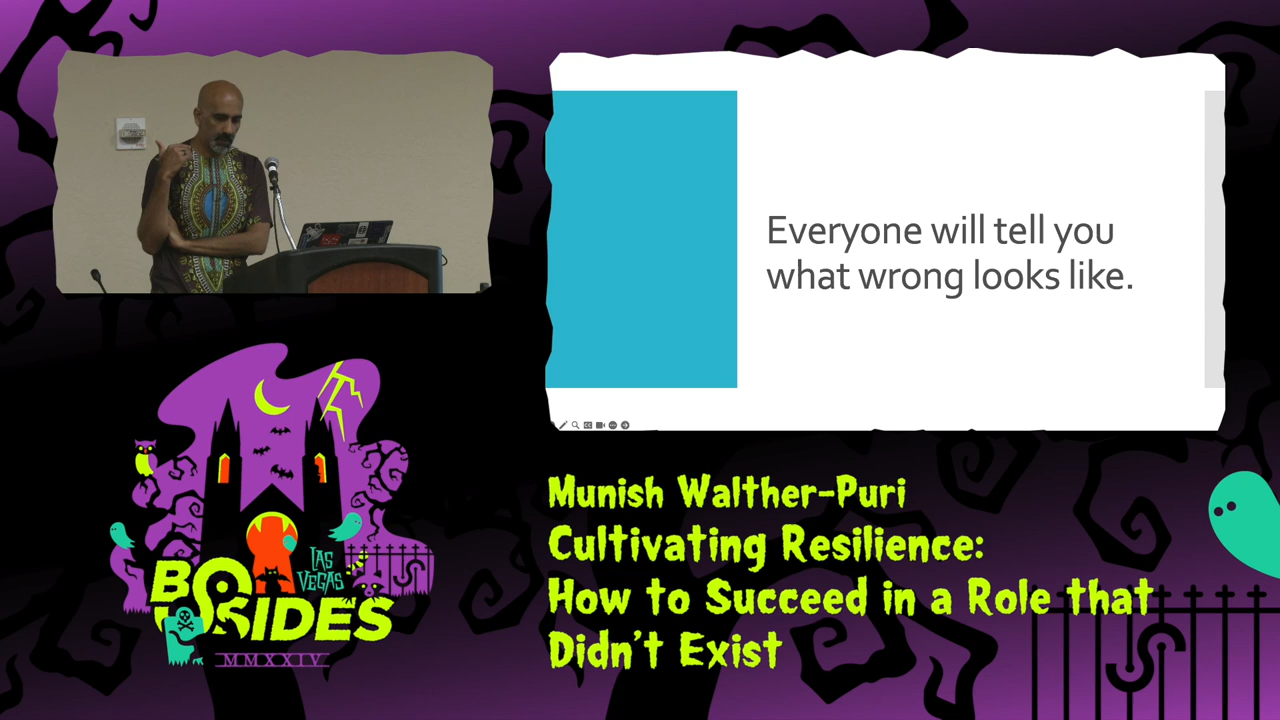 Everyone will tell you
what wrong looks like.
Munish Walther-Puri
Cultivating Resilience:
How to Succeed in a Role that
Didn't Exist
LAS
VEGAS
BSIDES
MMXXIV